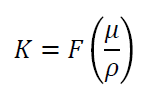 K = F (μ/ρ)